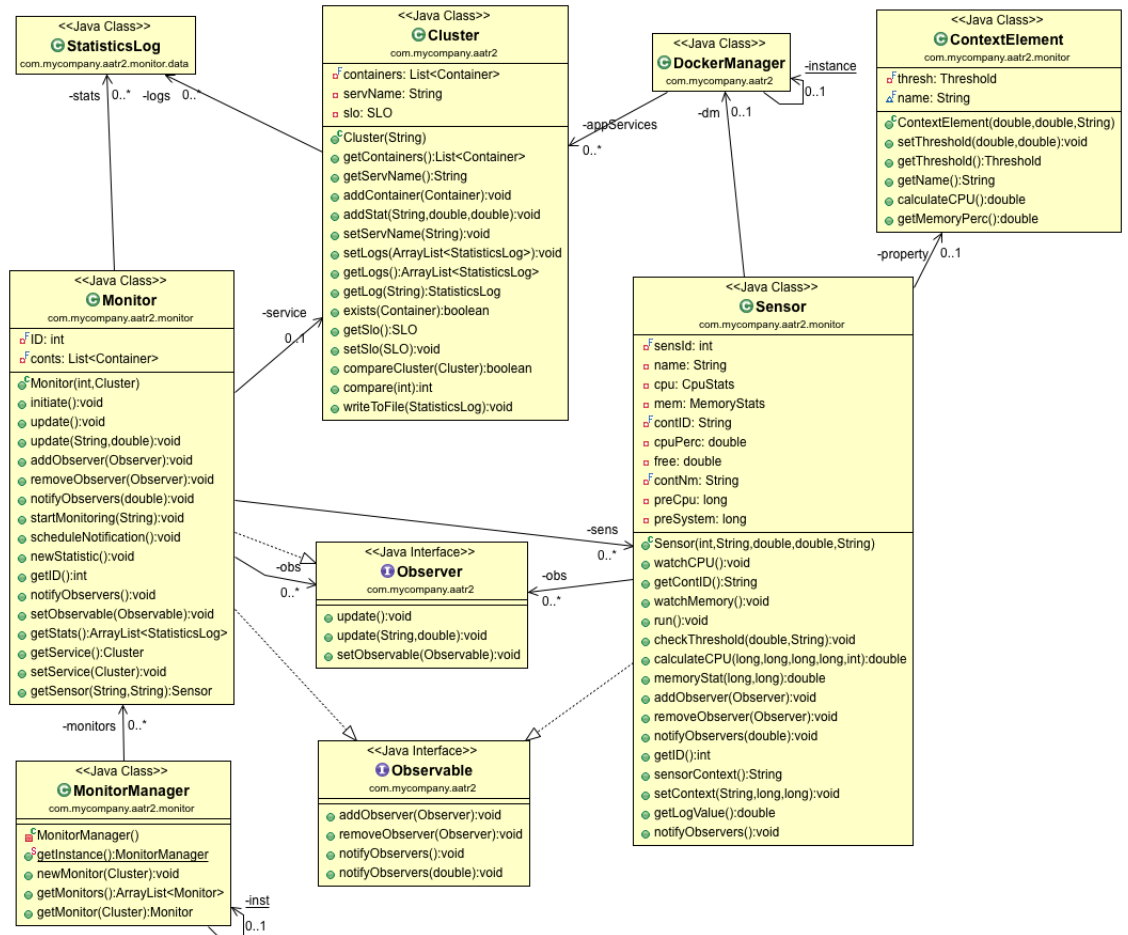 <<Java Class>>
StatisticsLog
com.mycompany.aatr2.monitor.data
-stats
0..*
-logs
0..*
<<Java Class>>
Cluster
com.mycompany.aatr2
containers: List<Container>
servName: String
slo: SLO
Cluster(String)
getContainers():List<Container>
getServName():String
addContainer(Container):void
addStat(String,double,double):void
setServName(String):void
setLogs(ArrayList<StatisticsLog>):void
getLogs():ArrayList<StatisticsLog>
getLog(String):StatisticsLog
exists(Container):boolean
getSlo():SLO
setSlo(SLO):void
compareCluster(Cluster):boolean
compare(int):int
writeToFile(StatisticsLog):void
<<Java Class>>
DockerManager
com.mycompany.aatr2
-instance
0..1
-appServices
0..*
-dm
0..1
<<Java Class>>
ContextElement
com.mycompany.aatr2.monitor
thresh: Threshold
name: String
ContextElement(double,double,String)
setThreshold(double,double):void
getThreshold():Threshold
getName():String
calculateCPU():double
getMemoryPerc():double
-property
0..1
<<Java Class>>
Monitor
com.mycompany.aatr2.monitor
ID: int
conts: List<Container>
Monitor(int,Cluster)
initiate():void
update():void
update(String,double):void
addObserver(Observer):void
removeObserver(Observer):void
notifyObservers(double):void
startMonitoring(String):void
scheduleNotification():void
newStatistic():void
getID():int
notifyObservers():void
setObservable(Observable):void
getStats():ArrayList<StatisticsLog>
getService():Cluster
setService(Cluster):void
getSensor(String,String):Sensor
-service
0..1
-sens
0..*
-obs
0..*
-obs
0..*
<<Java Class>>
Sensor
com.mycompany.aatr2.monitor
sensId: int
name: String
cpu: CpuStats
mem: MemoryStats
contID: String
cpuPerc: double
free: double
contNm: String
preCpu: long
preSystem: long
Sensor(int,String,double,double,String)
watchCPU():void
getContID():String
watchMemory():void
run():void
checkThreshold(double,String):void
calculateCPU(long,long,long,long,int):double
memoryStat(long,long):double
addObserver(Observer):void
removeObserver(Observer):void
notifyObservers(double):void
getID():int
sensorContext():String
setContext(String,long,long):void
getLogValue():double
notifyObservers():void
<<Java Interface>>
Observer
com.mycompany.aatr2
update():void
update(String,double):void
setObservable(Observable):void
<<Java Interface>>
Observable
com.mycompany.aatr2
addObserver(Observer):void
removeObserver(Observer):void
notifyObservers():void
notifyObservers(double):void
-monitors
0..*
<<Java Class>>
MonitorManager
com.mycompany.aatr2.monitor
MonitorManager()
getInstance():MonitorManager
newMonitor(Cluster):void
getMonitors():ArrayList<Monitor>
getMonitor(Cluster):Monitor
-inst
0..1